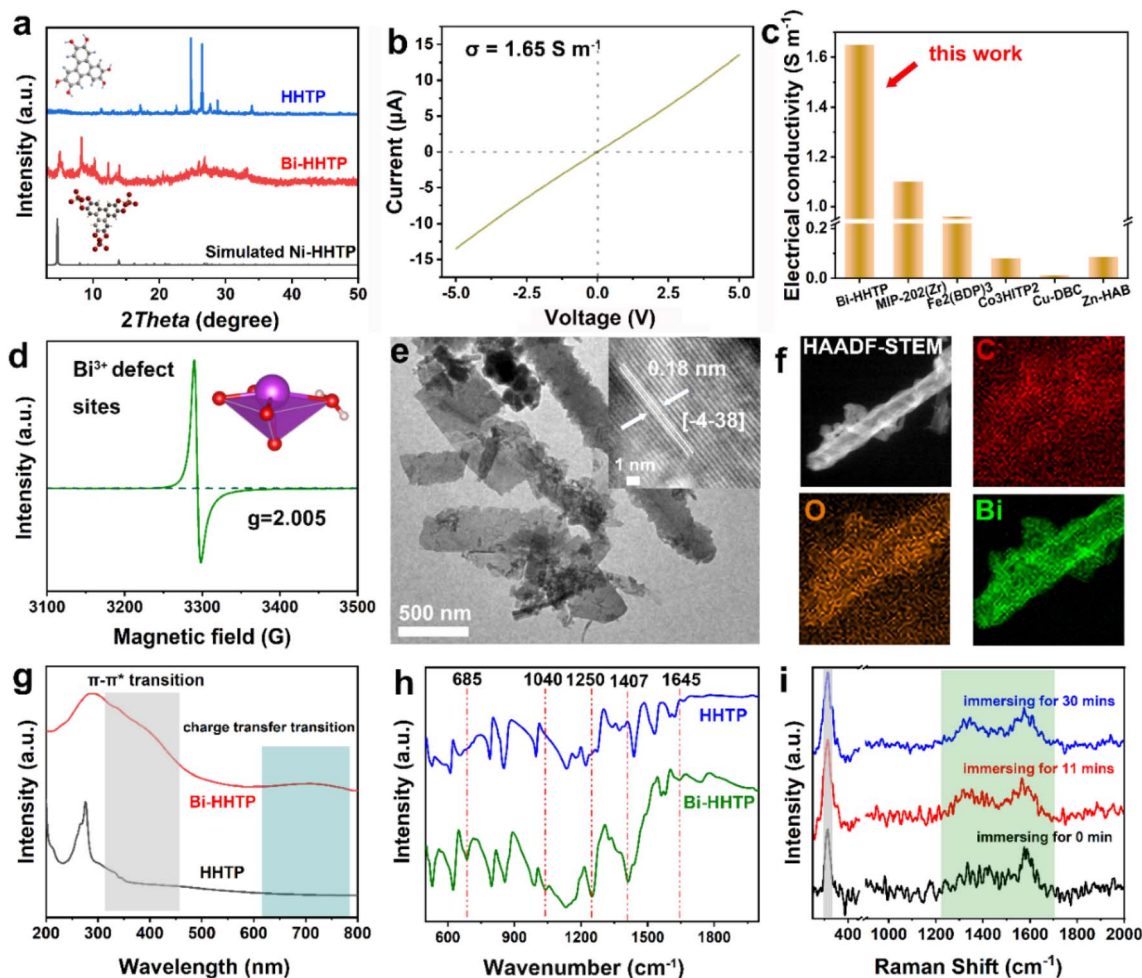 a
Intensity (a.u.)
HHTP
Bi-HHTP
Simulated Ni-HHTP
10 20 30 40 50
2Theta (degree)
b
σ = 1.65 S m⁻¹
Current (µA)
15
10
5
0
-5
-10
-15
-5.0 -2.5 0.0 2.5 5.0
Voltage (V)
c
Electrical conductivity (S m⁻¹)
this work
1.6
1.4
1.2
1.0
0.2
0.0
Bi-HHTP MIP-202(Zr) Fe2(BDP)3 Co3HITP2 Cu-DBC Zn-HAB
d
Bi³⁺ defect
sites
Intensity (a.u.)
g=2.005
3100 3200 3300 3400 3500
Magnetic field (G)
e
0.18 nm
[-4-38]
1 nm
500 nm
f
HAADF-STEM
C
O
Bi
g
π-π* transition
charge transfer transition
Intensity (a.u.)
Bi-HHTP
HHTP
200 300 400 500 600 700 800
Wavelength (nm)
h
685 1040 1250 1407 1645
Intensity (a.u.)
HHTP
Bi-HHTP
600 900 1200 1500 1800
Wavenumber (cm⁻¹)
i
Intensity (a.u.)
immersing for 30 mins
immersing for 11 mins
immersing for 0 min
400 1000 1200 1400 1600 1800 2000
Raman Shift (cm⁻¹)